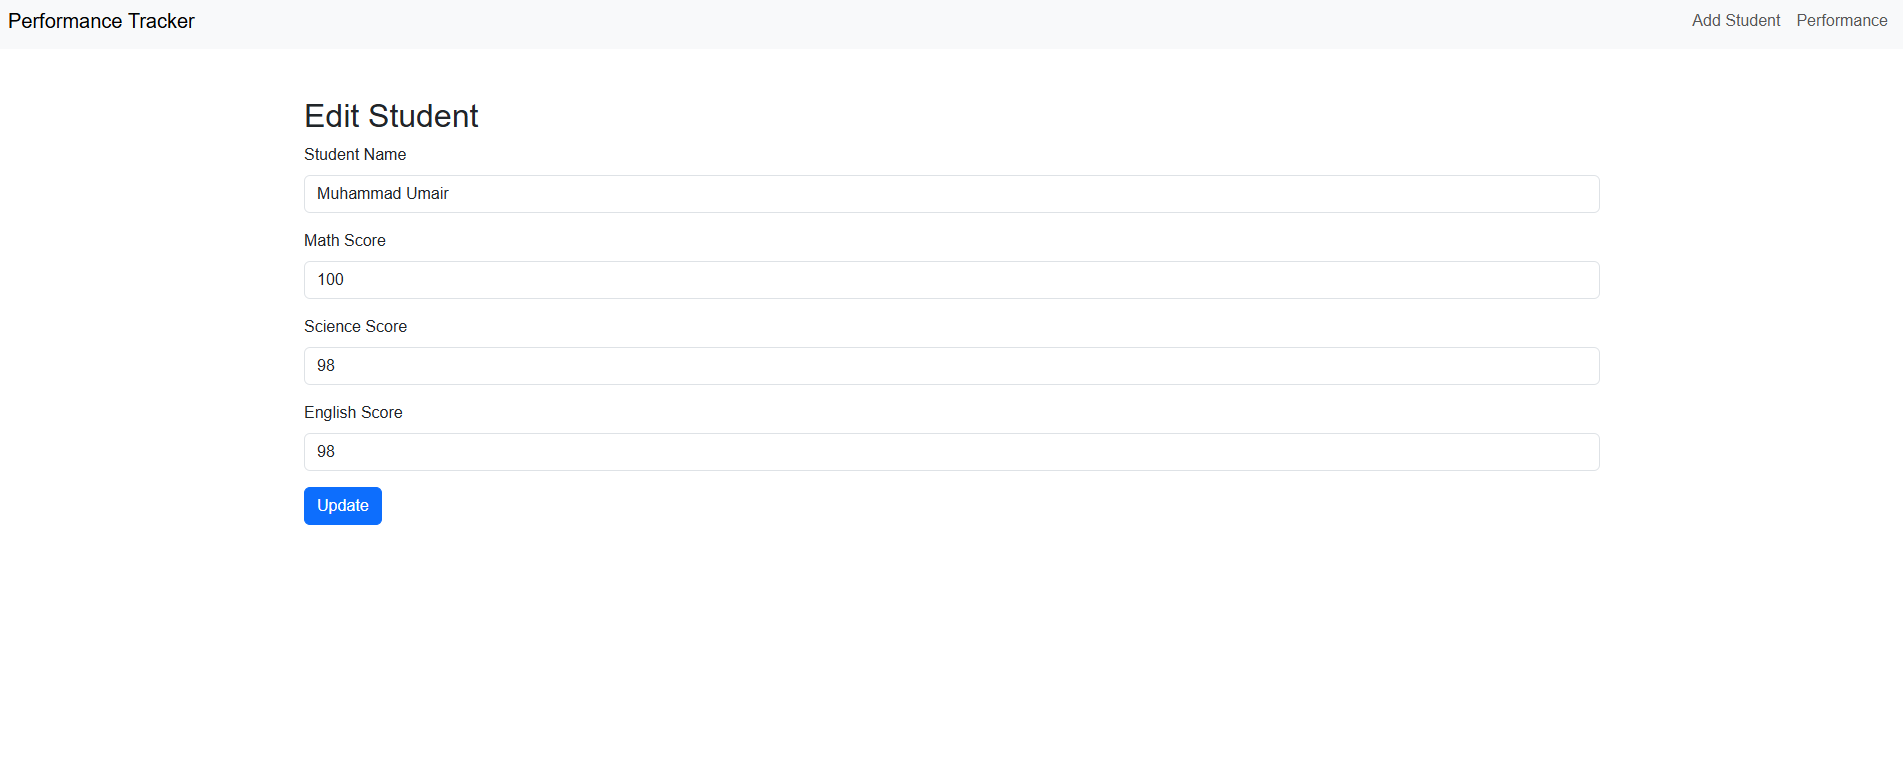 Performance Tracker
Add Student Performance
Edit Student
Student Name
Muhammad Umair
Math Score
100
Science Score
98
English Score
98
Update